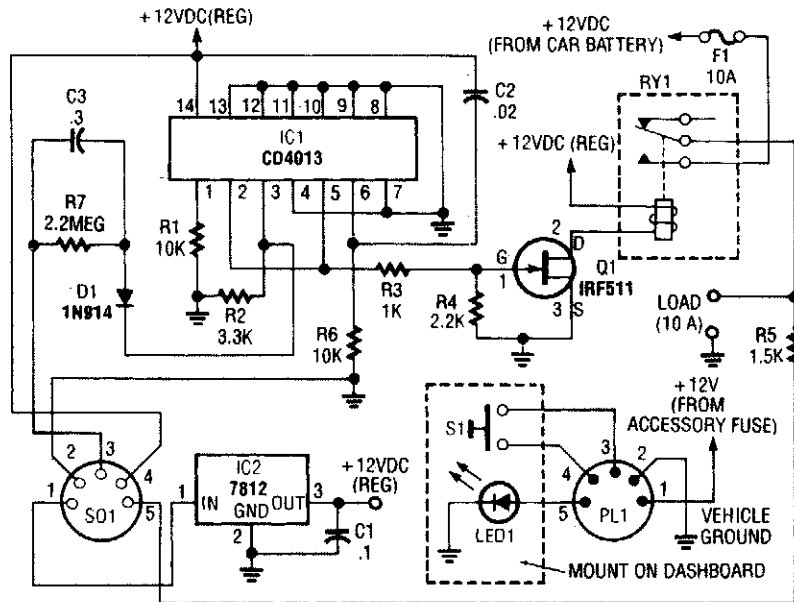 +12VDC(REG)
+12VDC
(FROM CAR BATTERY)
F1
10A
C3
.3
C2
.02
RY1
14 13 12 11 10 9 8
IC1
CD4013
1 2 3 4 5 6 7
+12VDC (REG)
R7
2.2MEG
R1
10K
D1
1N914
R2
3.3K
R3
1K
R4
2.2K
R6
10K
G
1
2
D
Q1
IRF511
3
S
LOAD
(10 A)
R5
1.5K
+12V
(FROM
ACCESSORY FUSE)
2
3
4
1
SO1
5
IC2
7812
1
IN
OUT
3
GND
2
+12VDC
(REG)
C1
.1
S1
LED1
3
2
4
1
5
PL1
VEHICLE
GROUND
MOUNT ON DASHBOARD